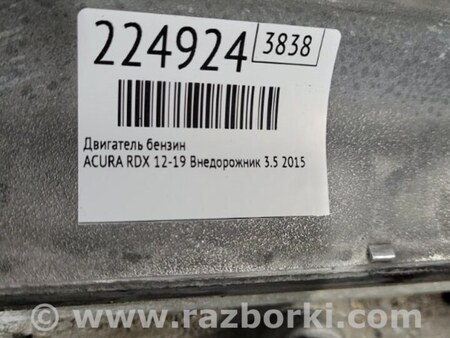 224924 3838
Двигатель бензин
ACURA RDX 12-19 Внедорожник 3.5 2015
www.razborki.com